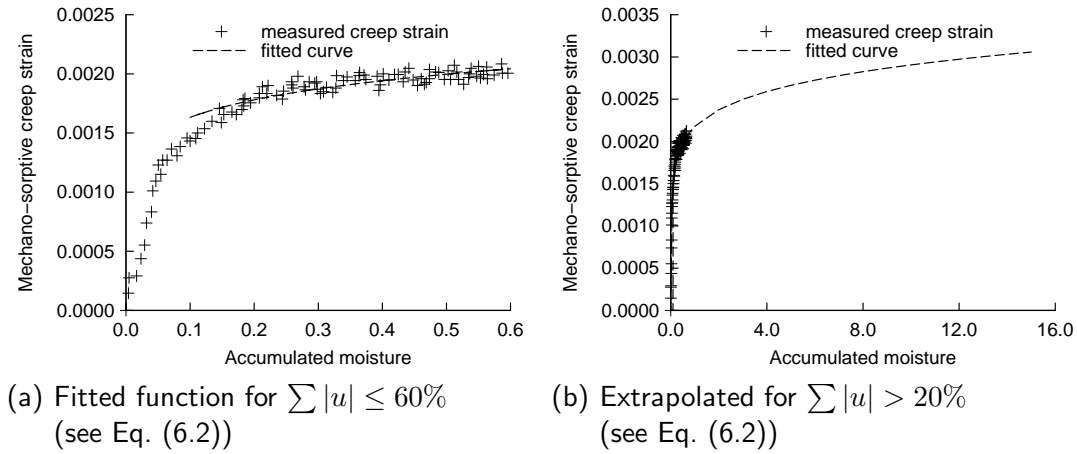 0.0025
0.0020
0.0015
0.0010
0.0005
0.0000
Mechano−sorptive creep strain
measured creep strain
fitted curve
0.0 0.1 0.2 0.3 0.4 0.5 0.6
Accumulated moisture
(a) Fitted function for ∑ |u| ≤ 60%
(see Eq. (6.2))
0.0035
0.0030
0.0025
0.0020
0.0015
0.0010
0.0005
0.0000
Mechano−sorptive creep strain
measured creep strain
fitted curve
0.0 4.0 8.0 12.0 16.0
Accumulated moisture
(b) Extrapolated for ∑ |u| > 20%
(see Eq. (6.2))